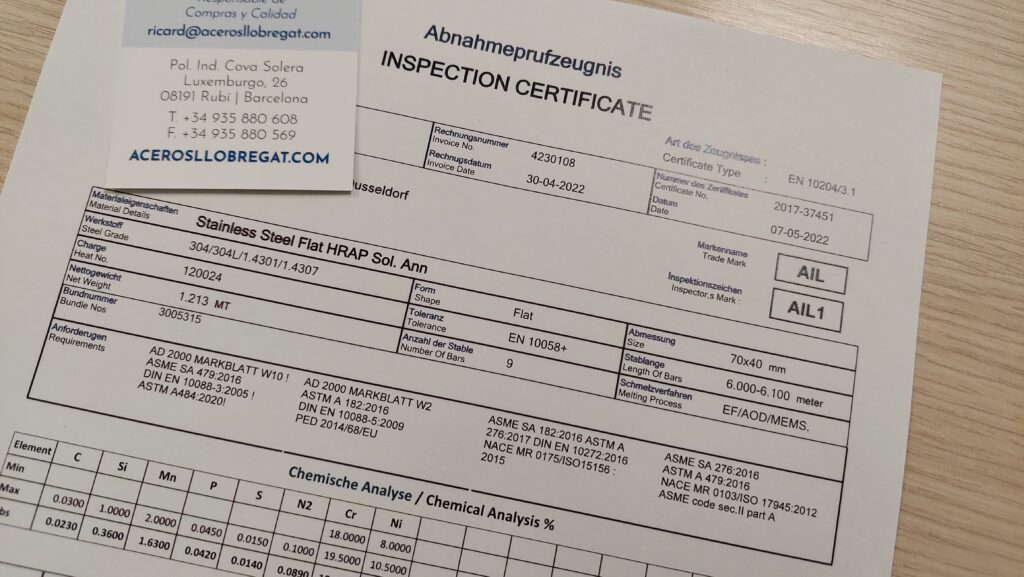 Responsable de
Compras y Calidad
ricard@acerosllobregat.com
Pol. Ind. Cova Solera
Luxemburgo, 26
08191 Rubí | Barcelona
T. +34 935 880 608
F. +34 935 880 569
ACEROSLLOBREGAT.COM
Abnahmeprufzeugnis
INSPECTION CERTIFICATE
Art des Zeugnisses :
Certificate Type : EN 10204/3.1
Rechnungsnummer
Invoice No. 4230108
Rechnugsdatum
Invoice Date 30-04-2022
Nummer des Zertificates
Certificate No. 2017-37451
Datum
Date 07-05-2022
usseldorf
Markenname
Trade Mark AIL
Inspektionszeichen
Inspector,s Mark : AIL1
Materialeigenschaften
Material Details Stainless Steel Flat HRAP Sol. Ann
Werkstoff
Steel Grade 304/304L/1.4301/1.4307
Charge
Heat No. 120024
Nettogewicht
Net Weight 1.213 MT
Bundnummer
Bundle Nos 3005315
Form
Shape Flat
Toleranz
Tolerance EN 10058+
Anzahl der Stable
Number Of Bars 9
Abmessung
Size 70x40 mm
Stablange
Length Of Bars 6.000-6.100 meter
Schmelzverfahren
Melting Process EF/AOD/MEMS.
Anforderugen
Requirements
AD 2000 MARKBLATT W10 !
ASME SA 479:2016
DIN EN 10088-3:2005 !
ASTM A484:2020!
AD 2000 MARKBLATT W2
ASTM A 182:2016
DIN EN 10088-5:2009
PED 2014/68/EU
ASME SA 182:2016 ASTM A
276:2017 DIN EN 10272:2016
NACE MR 0175/ISO15156 :
2015
ASME SA 276:2016
ASTM A 479:2016
NACE MR 0103/ISO 17945:2012
ASME code sec.II part A
Chemische Analyse / Chemical Analysis %
Element C Si Mn P S N2 Cr Ni
Min 18.0000 8.0000
Max 0.0300 1.0000 2.0000 0.0450 0.0150 0.1000 19.5000 10.5000
bs 0.0230 0.3600 1.6300 0.0420 0.0140 0.0890